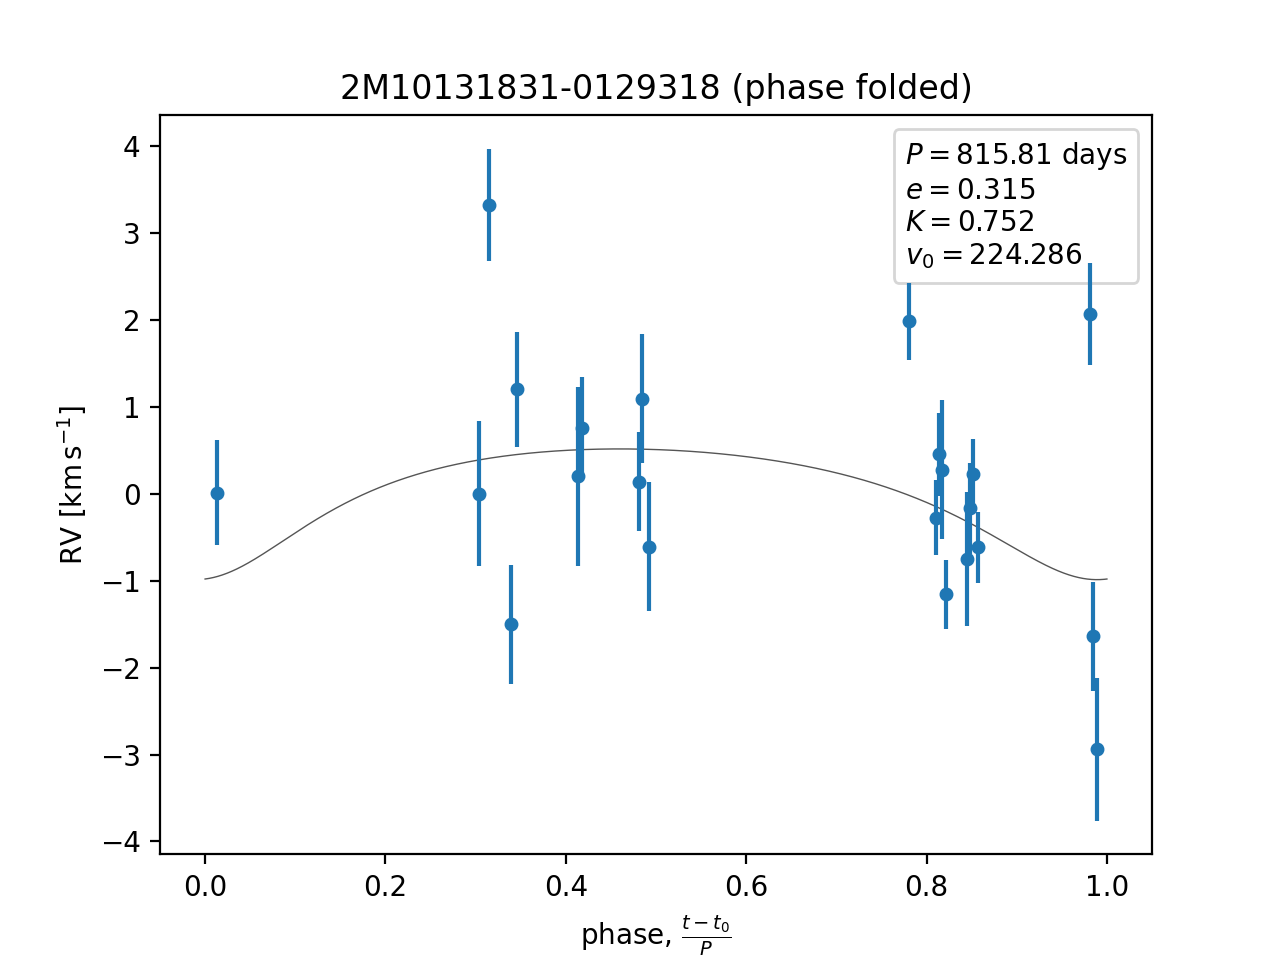 2M10131831-0129318 (phase folded)
P = 815.81 days
e = 0.315
K = 0.752
v₀ = 224.286
RV [km s⁻¹]
4
3
2
1
0
−1
−2
−3
−4
0.0 0.2 0.4 0.6 0.8 1.0
phase, (t − t₀)/P